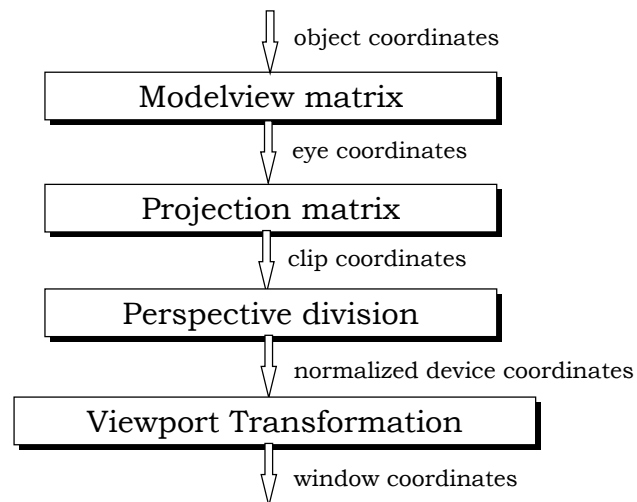 object coordinates
Modelview matrix
eye coordinates
Projection matrix
clip coordinates
Perspective division
normalized device coordinates
Viewport Transformation
window coordinates